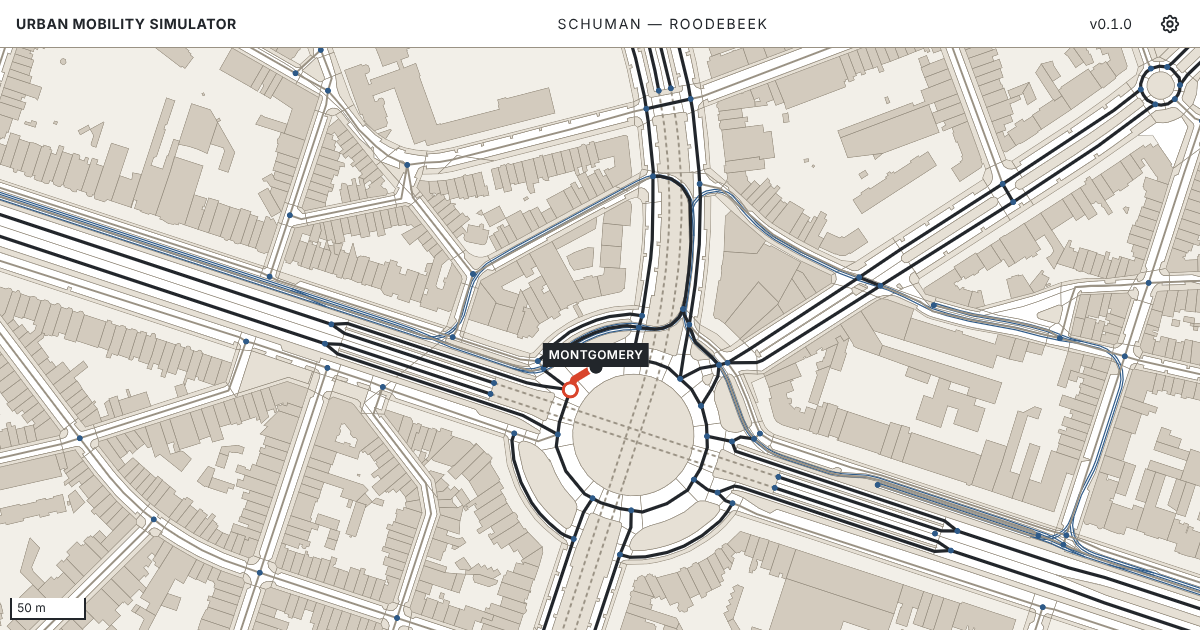 URBAN MOBILITY SIMULATOR
SCHUMAN — ROODEBEEK
v0.1.0
MONTGOMERY
50 m